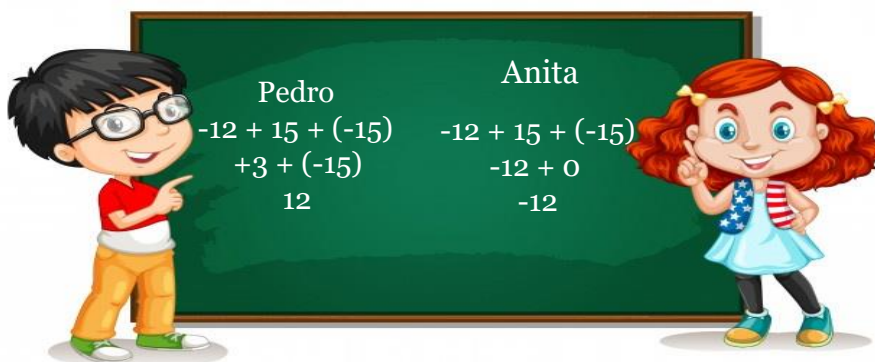 Pedro
-12 + 15 + (-15)
+3 + (-15)
12
Anita
-12 + 15 + (-15)
-12 + 0
-12